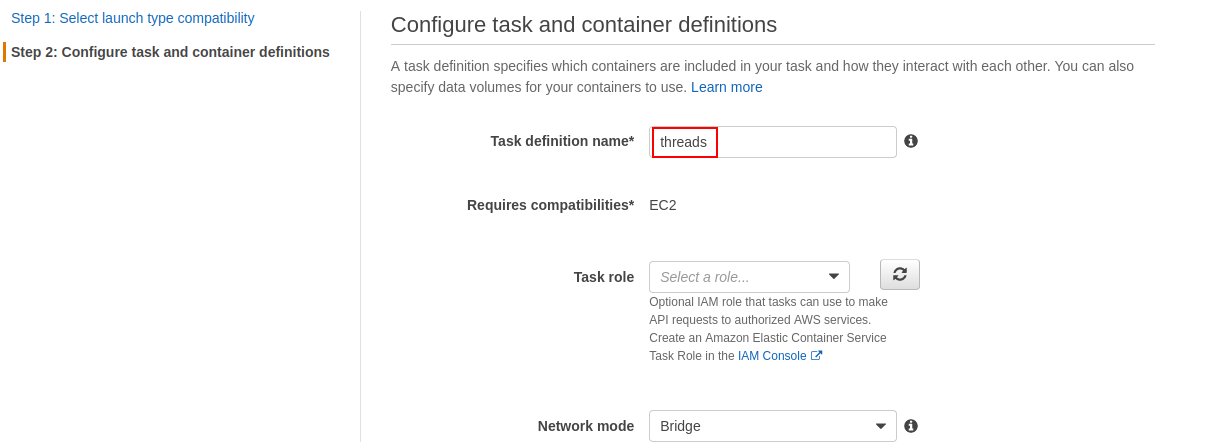 Step 1: Select launch type compatibility
Step 2: Configure task and container definitions
Configure task and container definitions
A task definition specifies which containers are included in your task and how they interact with each other. You can also
specify data volumes for your containers to use. Learn more
Task definition name* threads
Requires compatibilities* EC2
Task role Select a role...
Optional IAM role that tasks can use to make
API requests to authorized AWS services.
Create an Amazon Elastic Container Service
Task Role in the IAM Console
Network mode Bridge